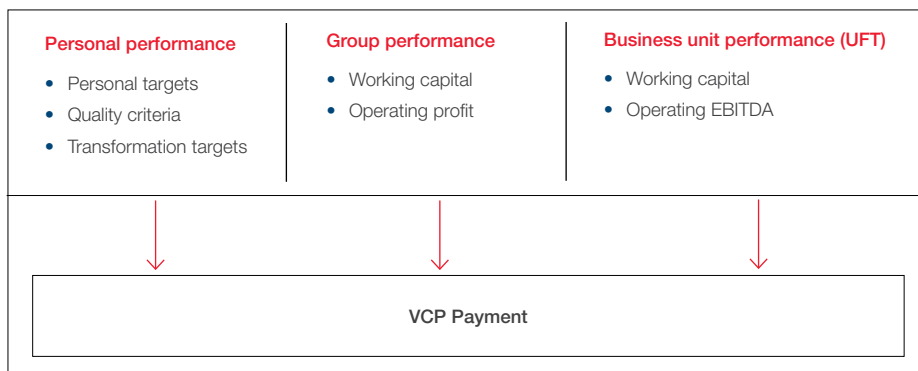 Personal performance
Personal targets
Quality criteria
Transformation targets
Group performance
Working capital
Operating profit
Business unit performance (UFT)
Working capital
Operating EBITDA
VCP Payment